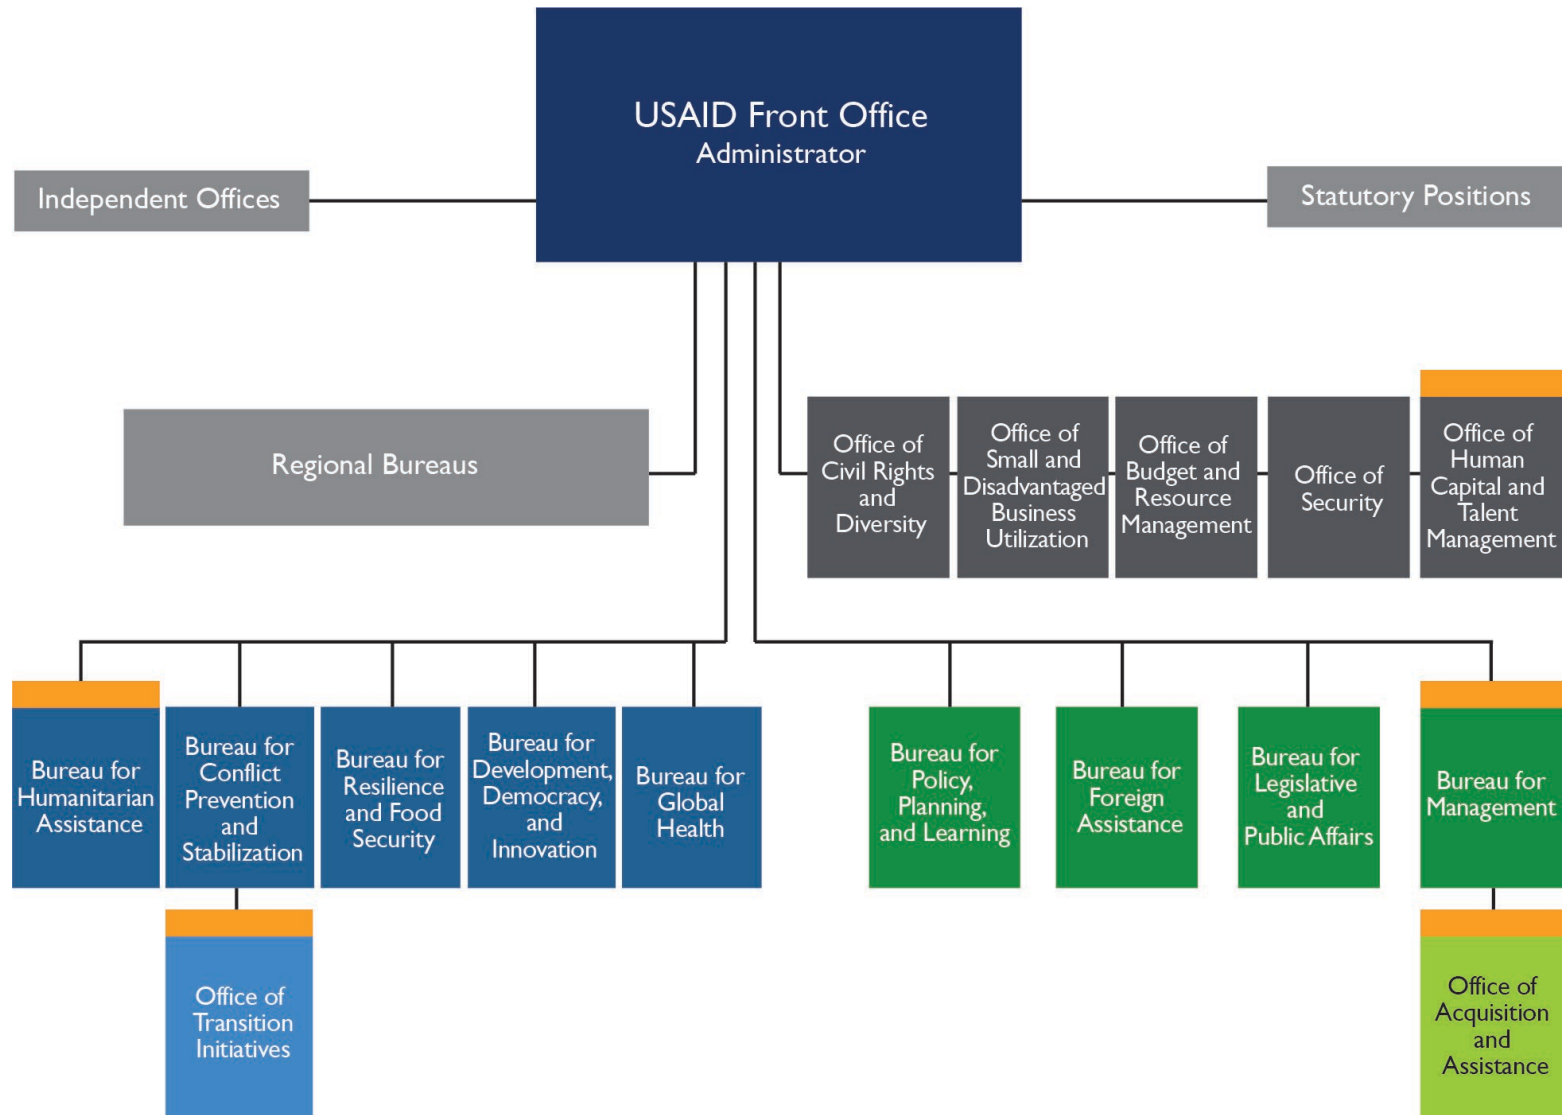 USAID Front Office
Administrator
Independent Offices
Statutory Positions
Regional Bureaus
Office of
Civil Rights
and
Diversity
Office of
Small and
Disadvantaged
Business
Utilization
Office of
Budget and
Resource
Management
Office of
Security
Office of
Human
Capital and
Talent
Management
Bureau for
Humanitarian
Assistance
Bureau for
Conflict
Prevention
and
Stabilization
Bureau for
Resilience
and Food
Security
Bureau for
Development,
Democracy,
and
Innovation
Bureau for
Global
Health
Bureau for
Policy,
Planning,
and Learning
Bureau for
Foreign
Assistance
Bureau for
Legislative
and
Public Affairs
Bureau for
Management
Office of
Transition
Initiatives
Office of
Acquisition
and
Assistance